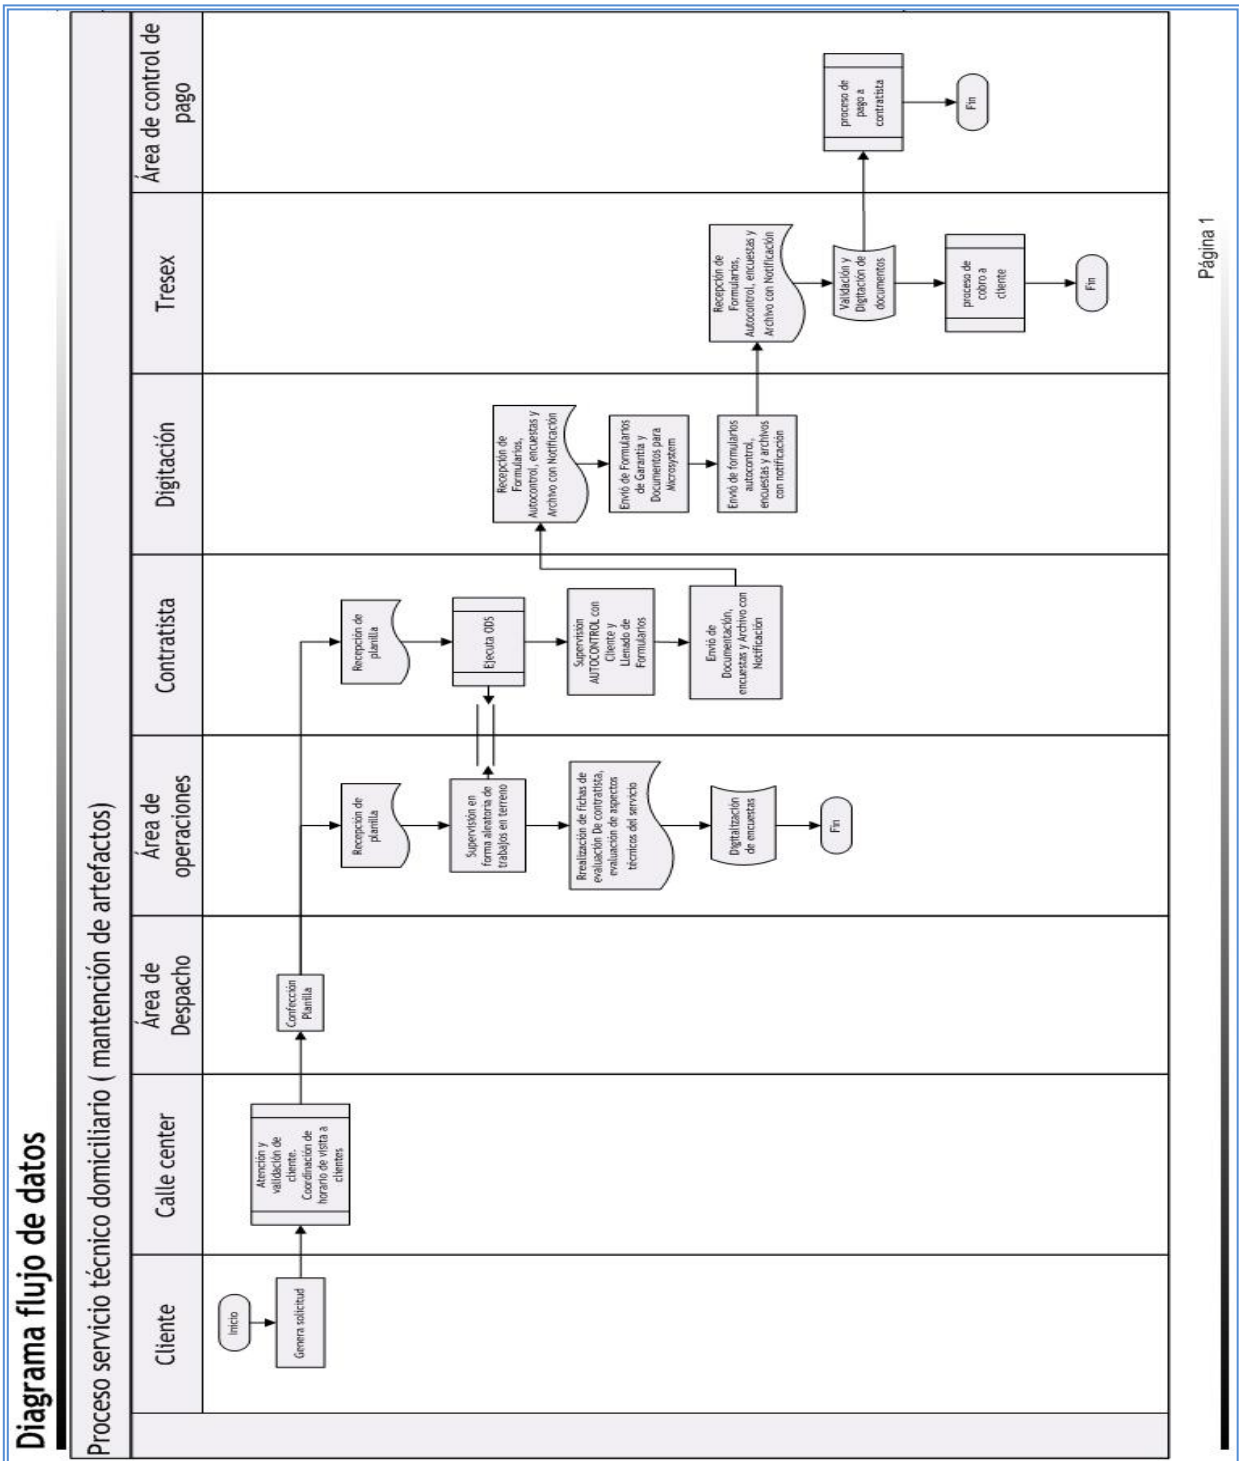 Diagrama flujo de datos
Proceso servicio técnico domiciliario ( mantención de artefactos)
Cliente
Calle center
Área de
Despacho
Área de
operaciones
Contratista
Digitación
Tresex
Área de control de
pago
Inicio
Genera solicitud
Atención y
validación de
cliente.
Coordinación de
horario de visita a
clientes
Confección
Planilla
Recepción de
planilla
Supervisión en
forma aleatoria de
trabajos en terreno
Rrealización de fichas de
evaluación De contratista,
evaluación de aspectos
técnicos del servicio
Digitalización
de encuestas
Fin
Recepción de
planilla
Ejecuta ODS
Supervisión
AUTOCONTROL con
Cliente y
Llenado de
Formularios
Envió de
Documentación,
encuestas y Archivo con
Notificación
Recepción de
Formularios,
Autocontrol, encuestas y
Archivo con Notificación
Envió de Formularios
de Garantía y
Documentos para
Microsystem
Envió de formularios
autocontrol,
encuestas y archivos
con notificación
Recepción de
Formularios,
Autocontrol, encuestas y
Archivo con Notificación
Validación y
Digitación de
documentos
proceso de
cobro a
cliente
Fin
proceso de
pago a
contratista
Fin
Página 1